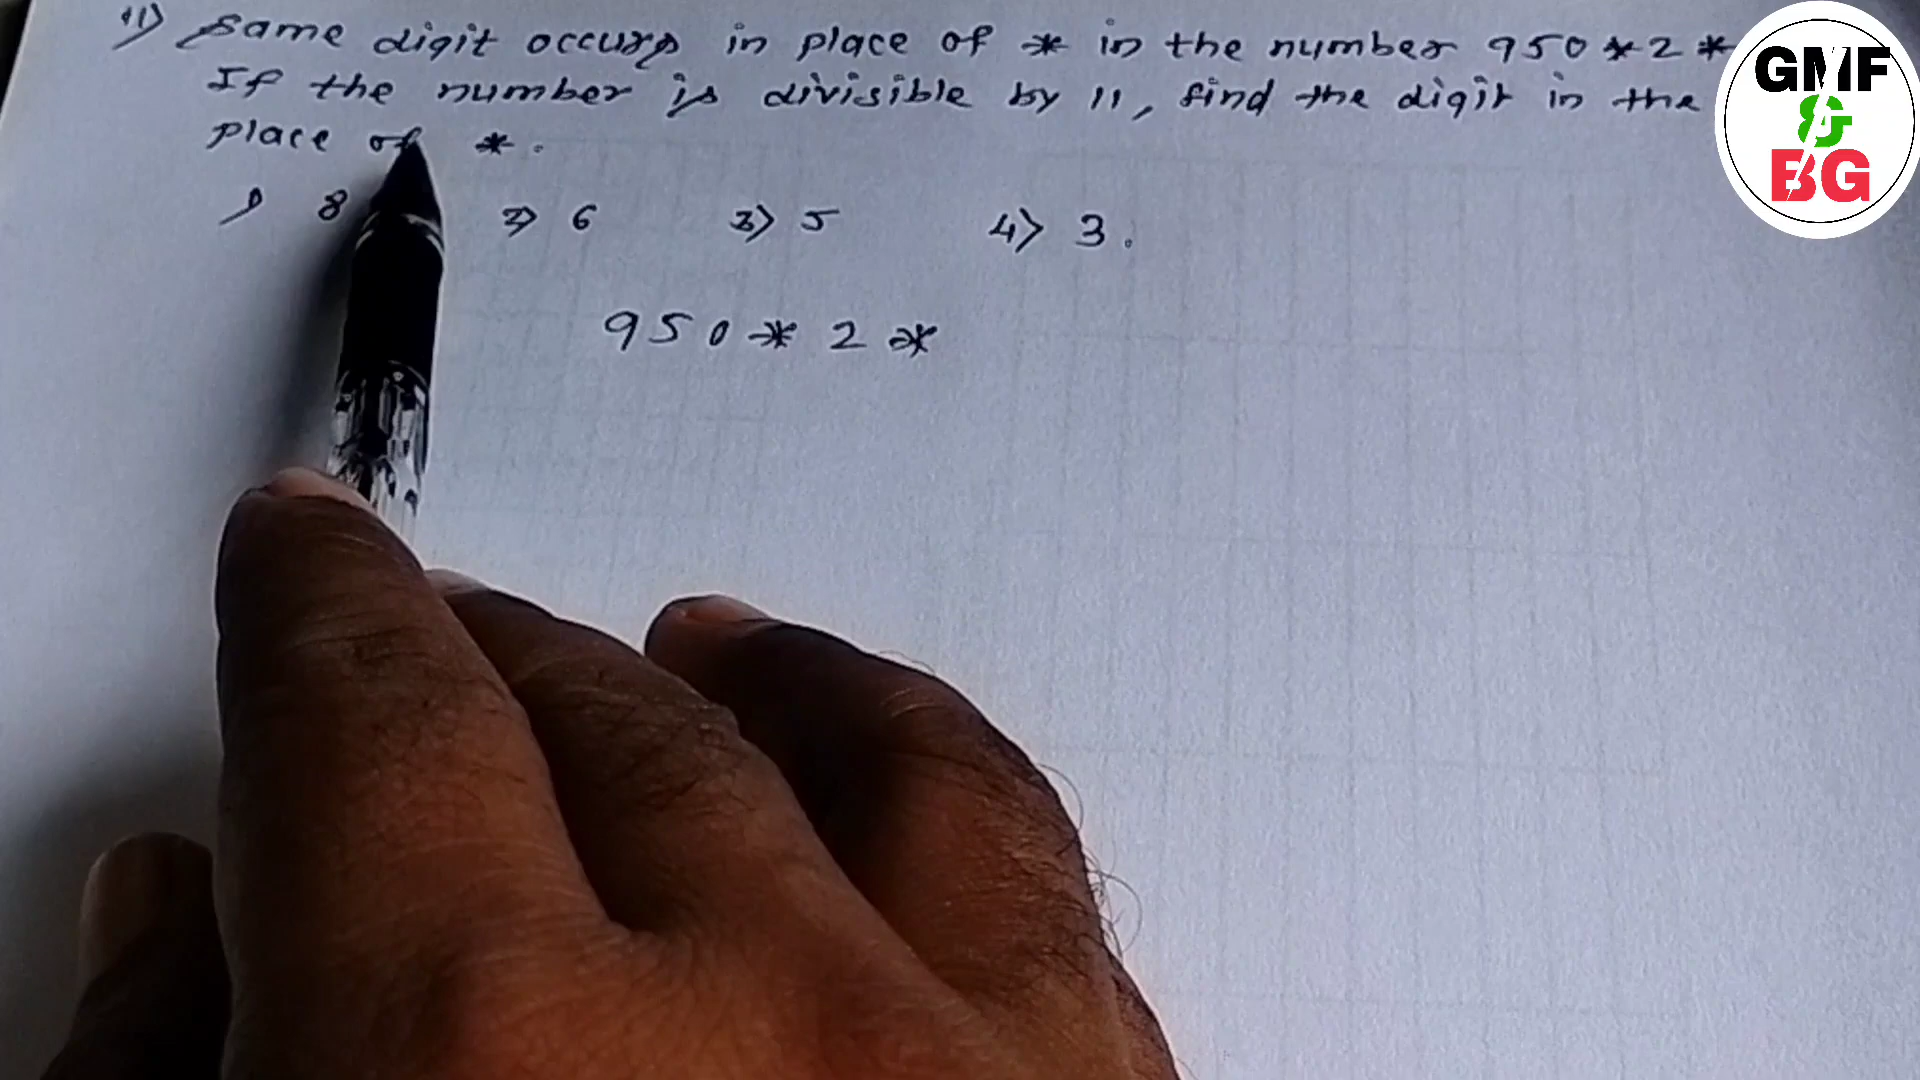 11) Same digit occurs in place of * in the number 950*2*
If the number is divisible by 11, find the digit in the
place of *.
1) 8 2) 6 3) 5 4) 3.
950*2*
GMF
&
BG